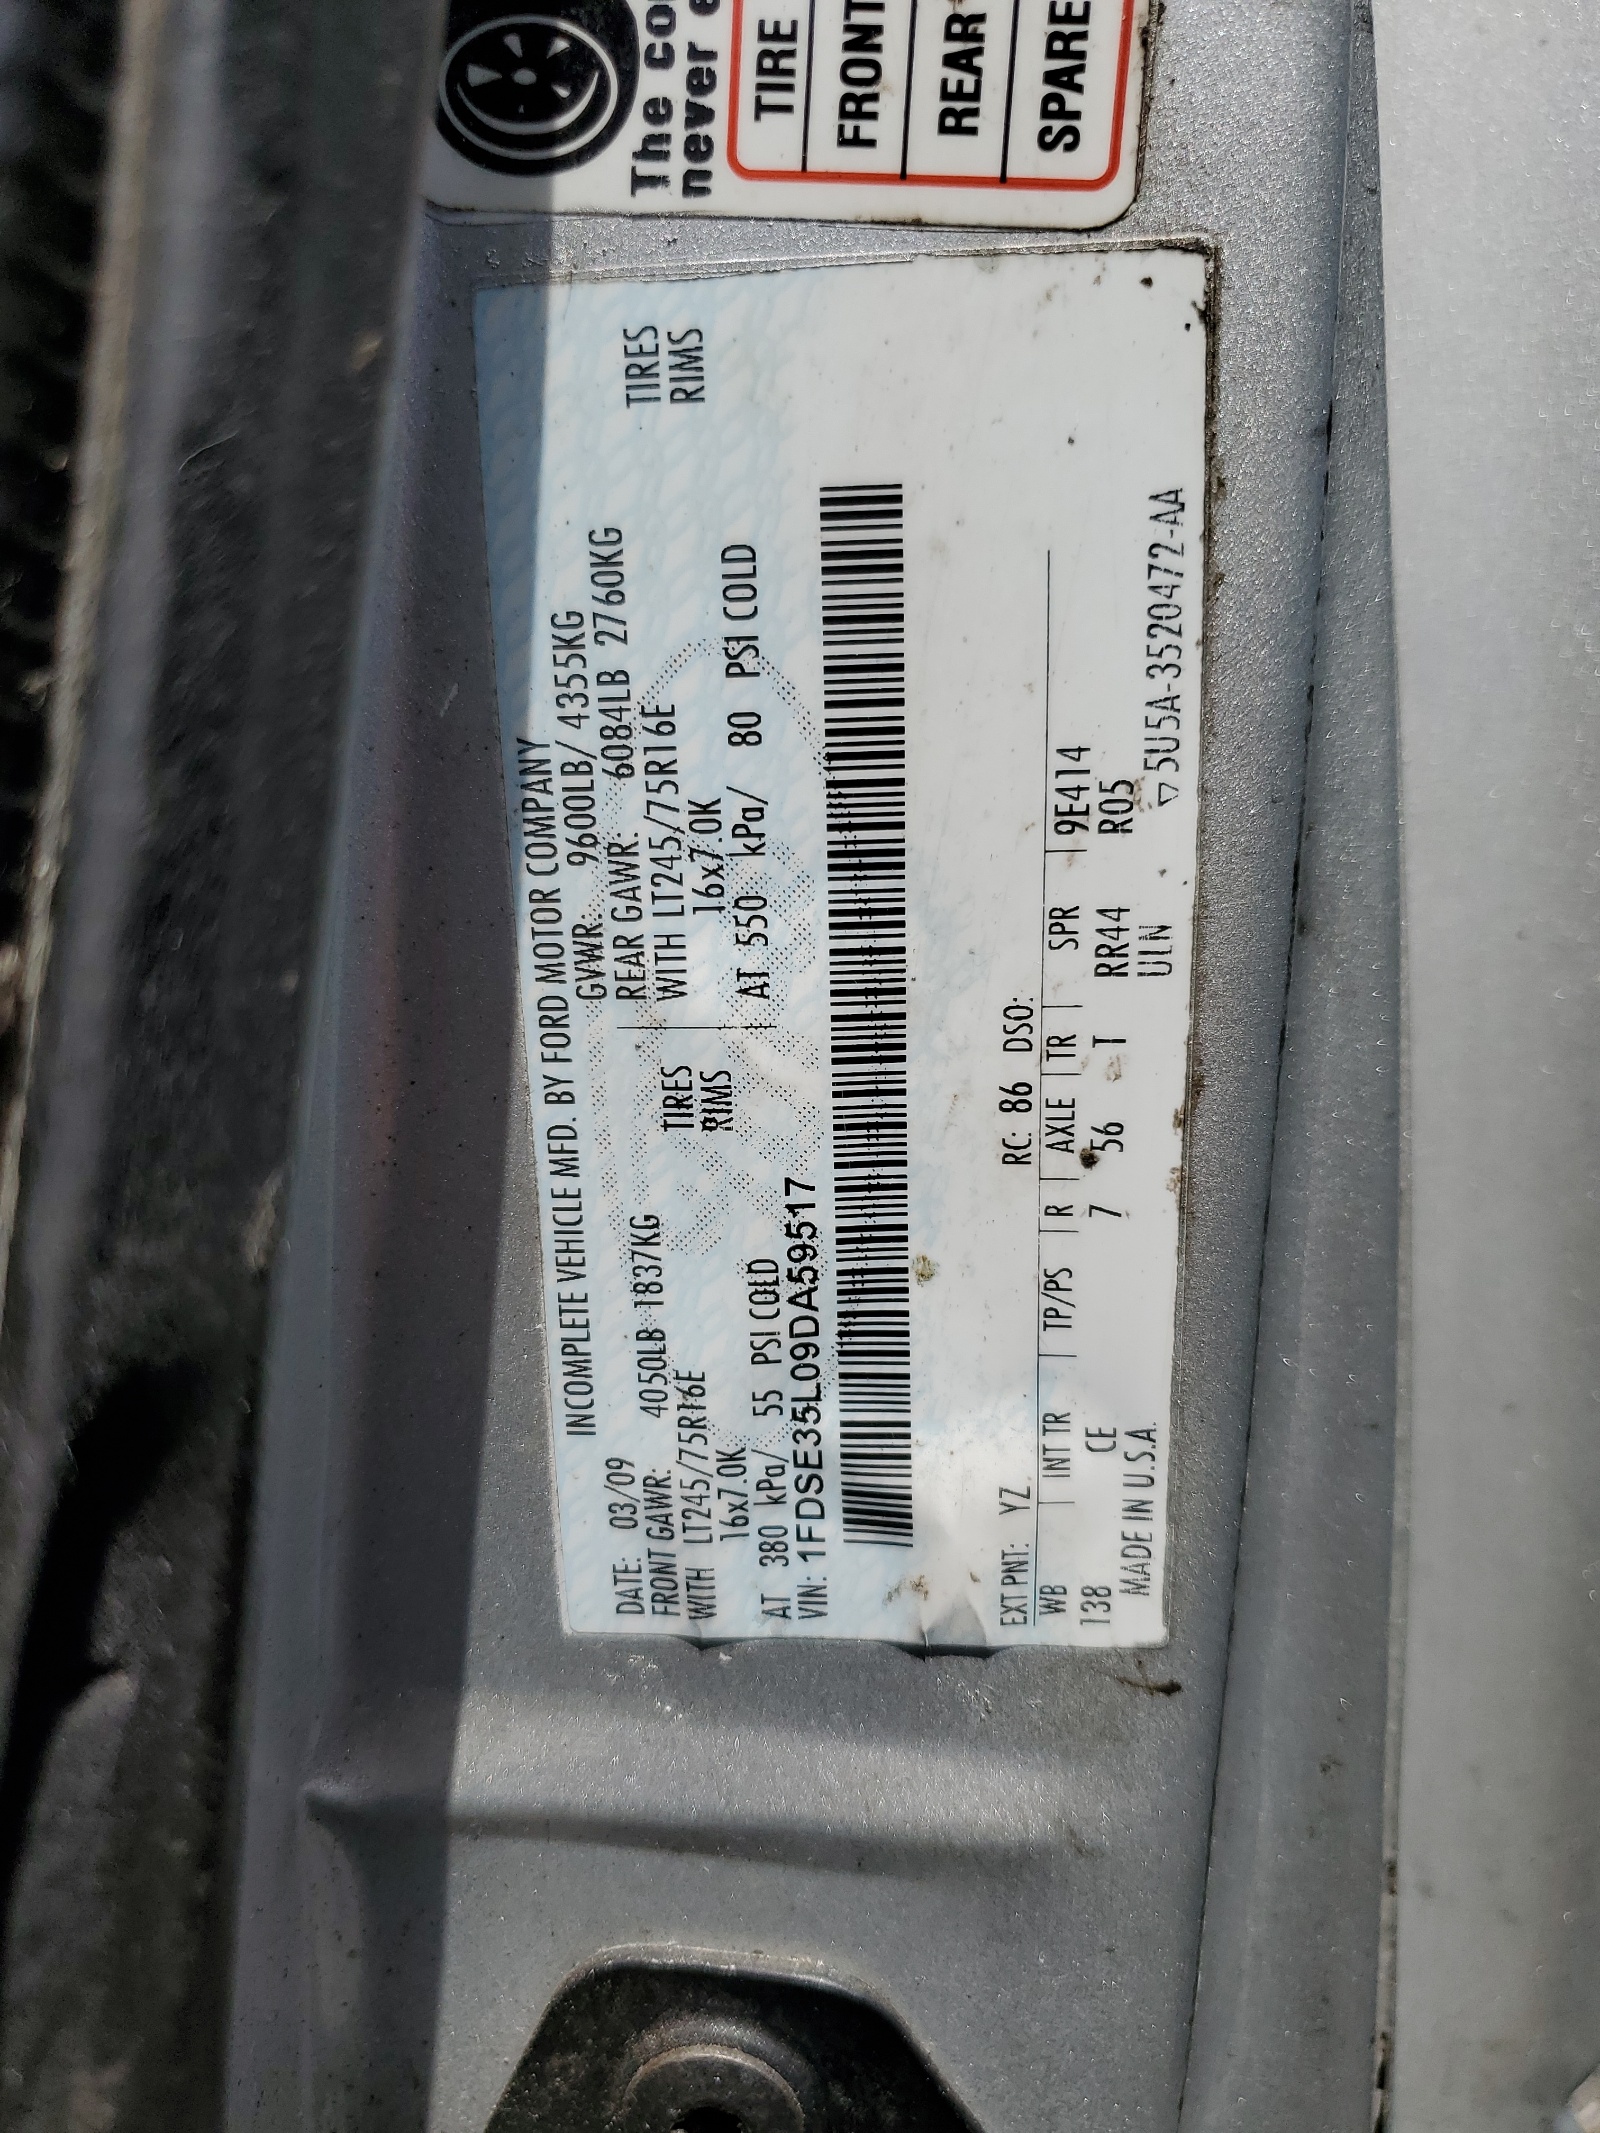 INCOMPLETE VEHICLE MFD. BY FORD MOTOR COMPANY
DATE: 03/09 GVWR: 9600LB/ 4355KG
FRONT GAWR: 4050LB 1837KG REAR GAWR: 6084LB 2760KG
WITH LT245/75R16E TIRES WITH LT245/75R16E TIRES
16x7.0K RIMS 16x7.0K RIMS
AT 380 kPa/ 55 PSI COLD AT 550 kPa/ 80 PSI COLD
VIN: 1FDSE35L09DA59517
EXT PNT: YZ RC: 86 DSO:
WB INT TR TP/PS R AXLE TR SPR 9E414
138 CE 7 56 T RR44 R05
MADE IN U.S.A. ULN ▽5U5A-3520472-AA
The
never
TIRE
FRONT
REAR
SPARE